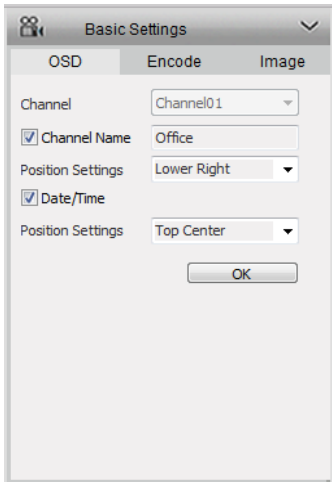 Basic Settings
OSD Encode Image
Channel Channel01
Channel Name Office
Position Settings Lower Right
Date/Time
Position Settings Top Center
OK